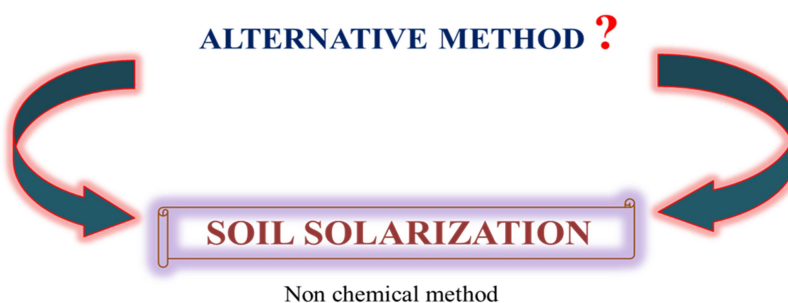 ALTERNATIVE METHOD ?
SOIL SOLARIZATION
Non chemical method